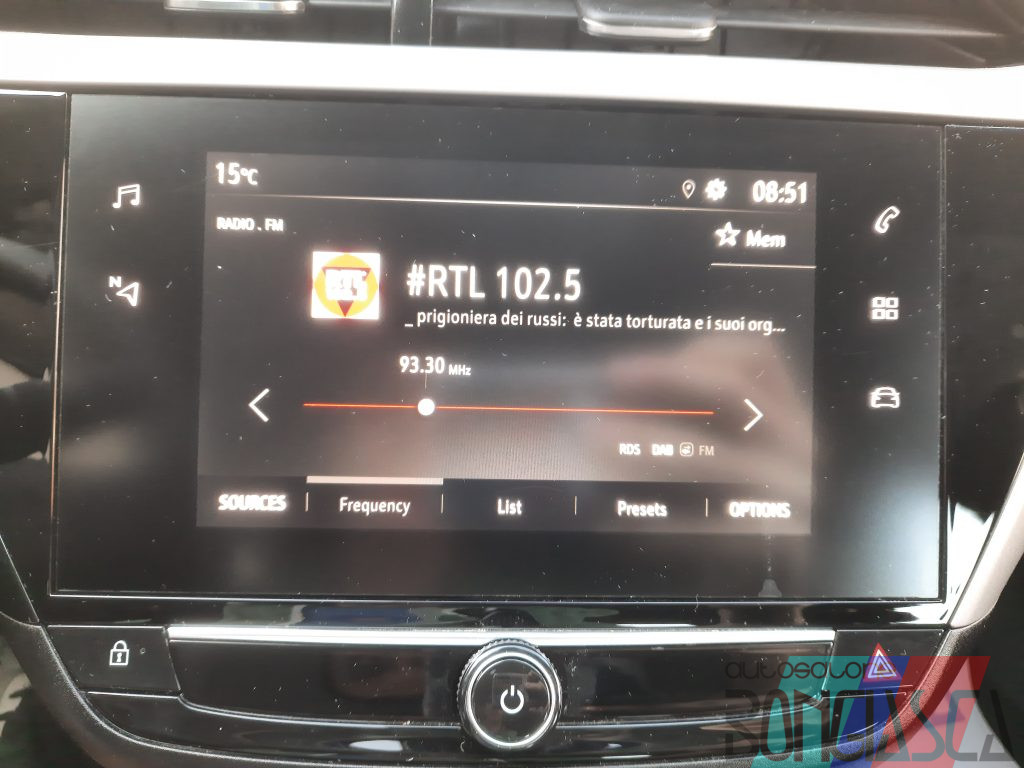 15°C
08:51
RADIO . FM
Mem
RTL
#RTL 102.5
_ prigioniera dei russi: è stata torturata e i suoi org...
N
93.30 MHz
RDS DAB FM
SOURCES Frequency List Presets OPTIONS
autosalon